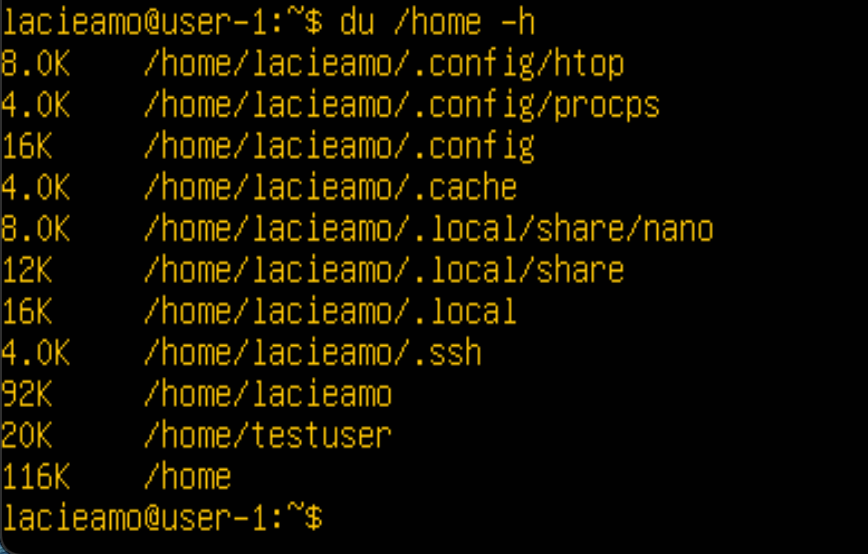 lacieamo@user-1:~$ du /home -h
8.0K    /home/lacieamo/.config/htop
4.0K    /home/lacieamo/.config/procps
16K     /home/lacieamo/.config
4.0K    /home/lacieamo/.cache
8.0K    /home/lacieamo/.local/share/nano
12K     /home/lacieamo/.local/share
16K     /home/lacieamo/.local
4.0K    /home/lacieamo/.ssh
92K     /home/lacieamo
20K     /home/testuser
116K    /home
lacieamo@user-1:~$